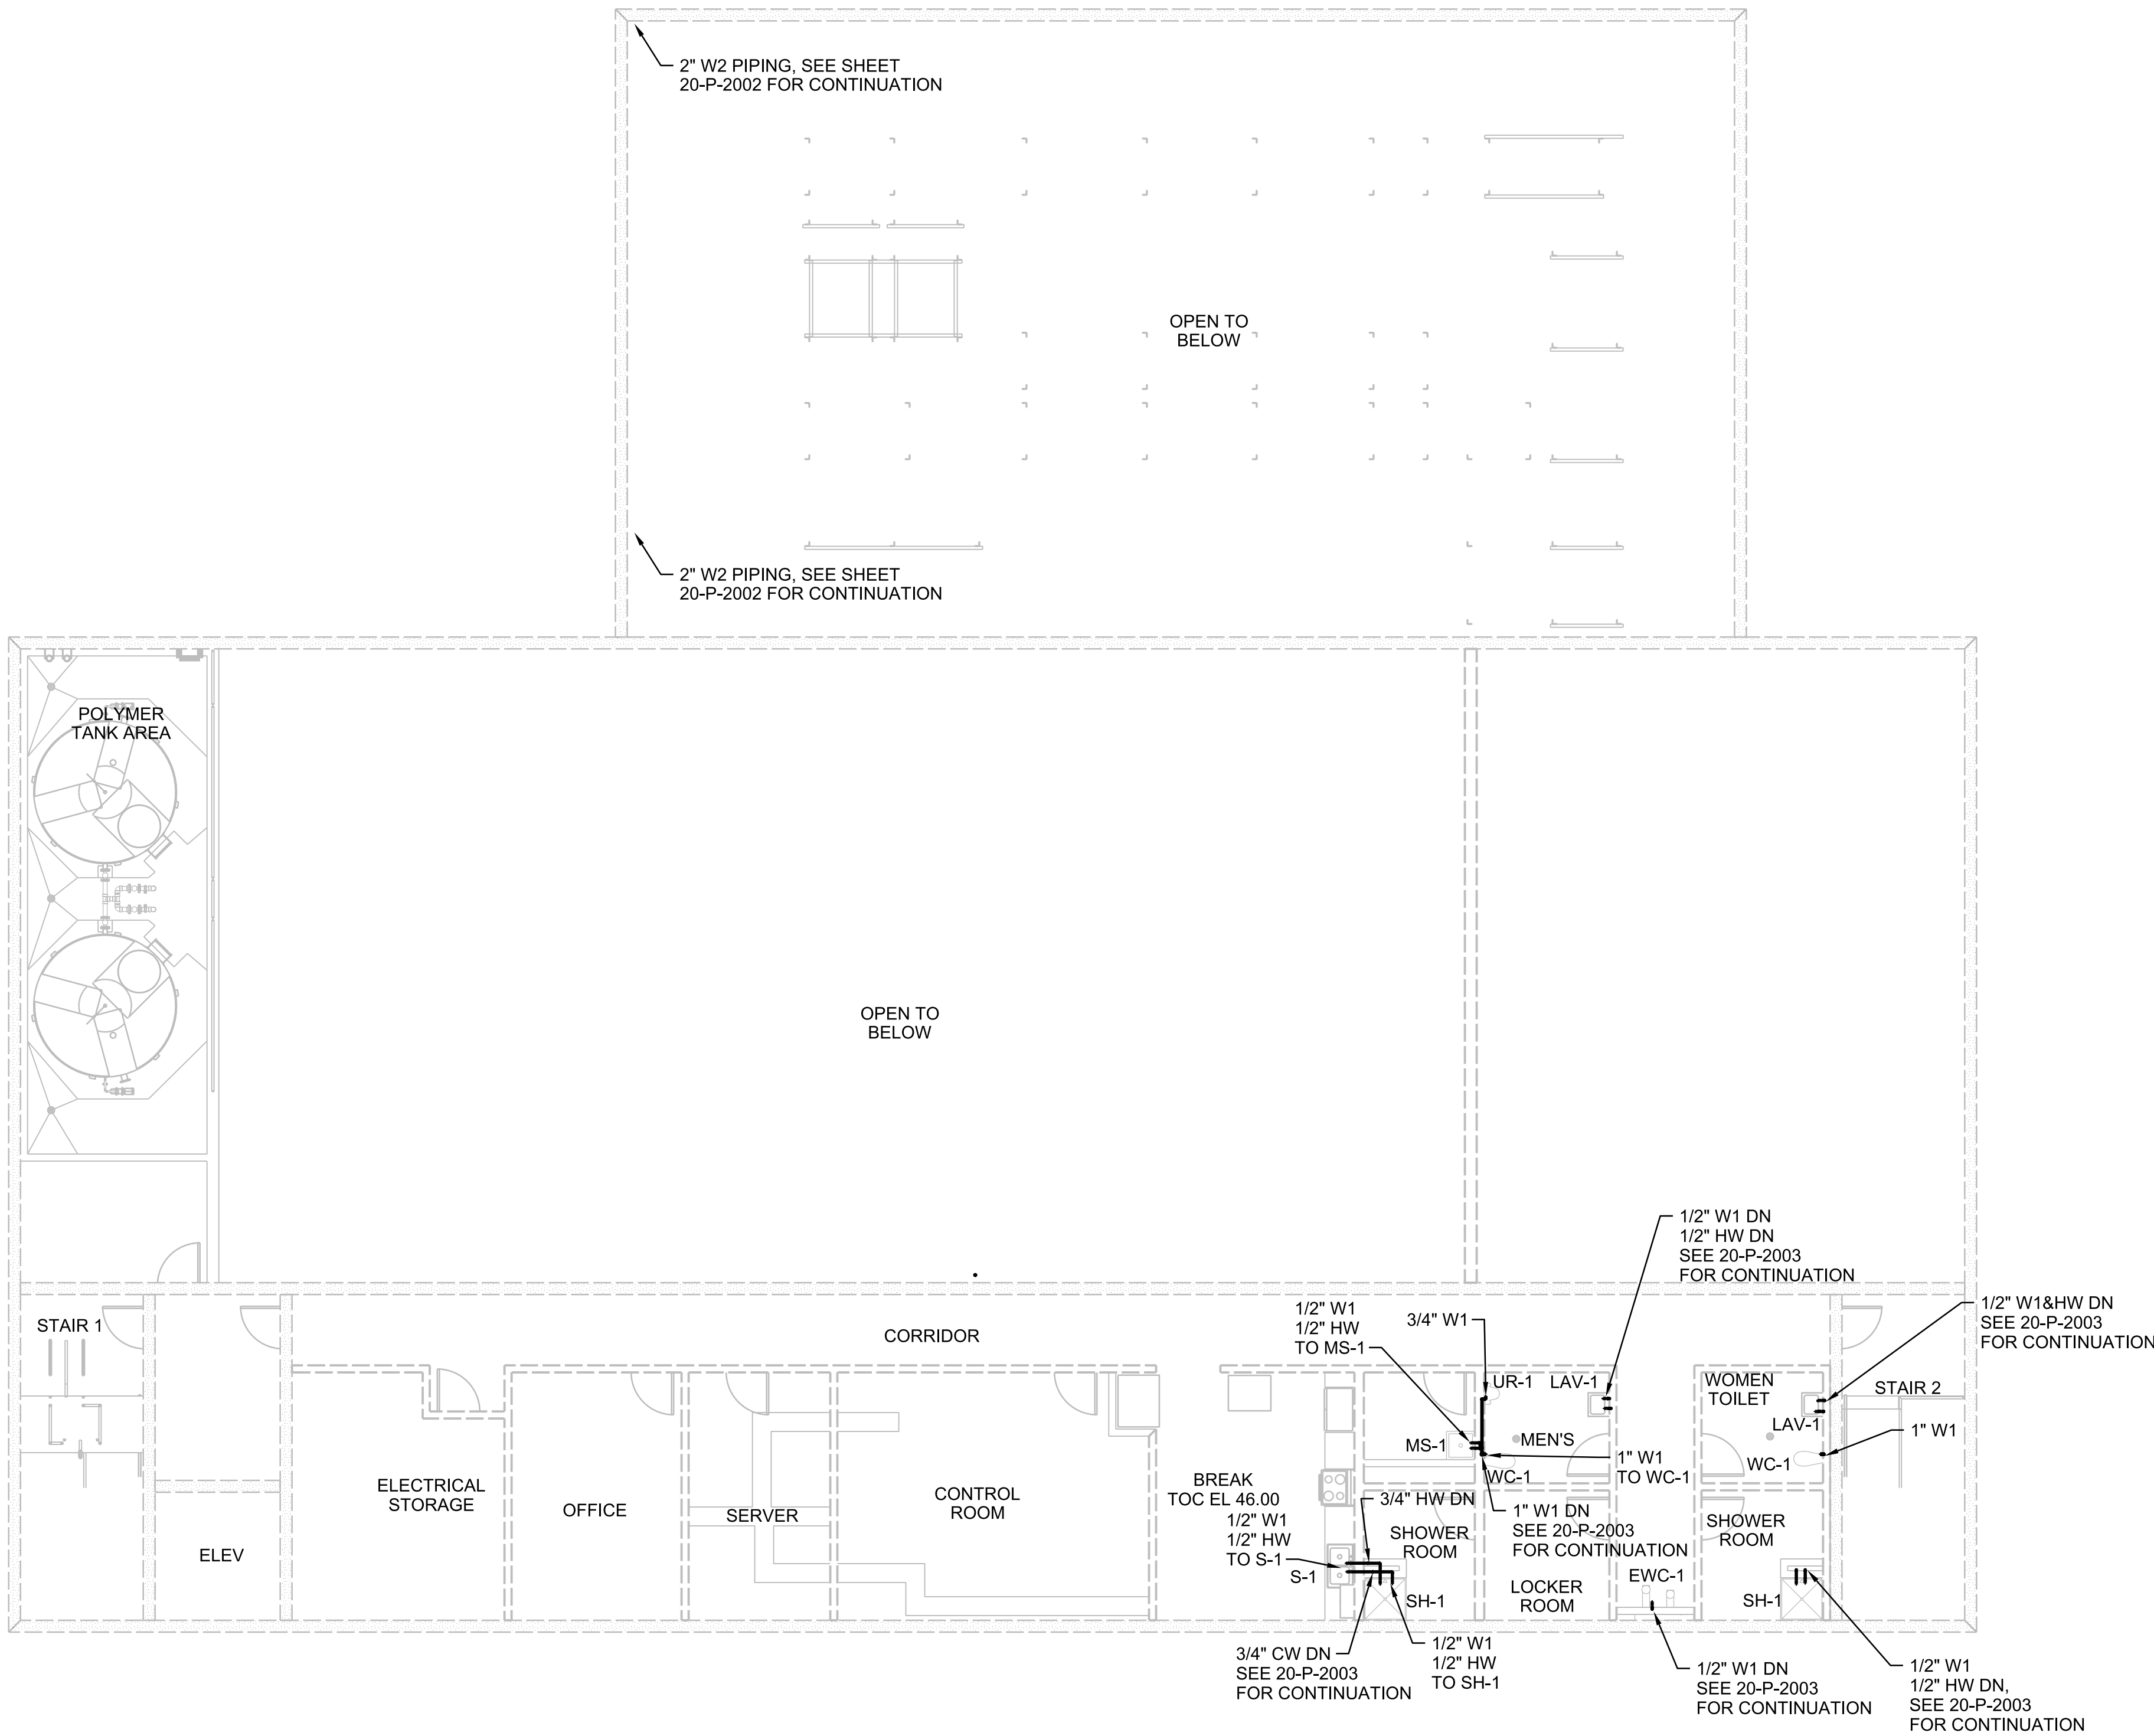 2" W2 PIPING, SEE SHEET
20-P-2002 FOR CONTINUATION
OPEN TO
BELOW
2" W2 PIPING, SEE SHEET
20-P-2002 FOR CONTINUATION
POLYMER
TANK AREA
OPEN TO
BELOW
1/2" W1 DN
1/2" HW DN
SEE 20-P-2003
FOR CONTINUATION
1/2" W1&HW DN
SEE 20-P-2003
FOR CONTINUATION
STAIR 1
CORRIDOR
1/2" W1
1/2" HW
TO MS-1
3/4" W1
UR-1
LAV-1
WOMEN
TOILET
STAIR 2
LAV-1
1" W1
MS-1
MEN'S
WC-1
1" W1
TO WC-1
WC-1
ELECTRICAL
STORAGE
OFFICE
SERVER
CONTROL
ROOM
BREAK
TOC EL 46.00
1/2" W1
1/2" HW
TO S-1
S-1
3/4" HW DN
SHOWER
ROOM
1" W1 DN
SEE 20-P-2003
FOR CONTINUATION
SHOWER
ROOM
ELEV
EWC-1
LOCKER
ROOM
SH-1
SH-1
3/4" CW DN
SEE 20-P-2003
FOR CONTINUATION
1/2" W1
1/2" HW
TO SH-1
1/2" W1 DN
SEE 20-P-2003
FOR CONTINUATION
1/2" W1
1/2" HW DN,
SEE 20-P-2003
FOR CONTINUATION